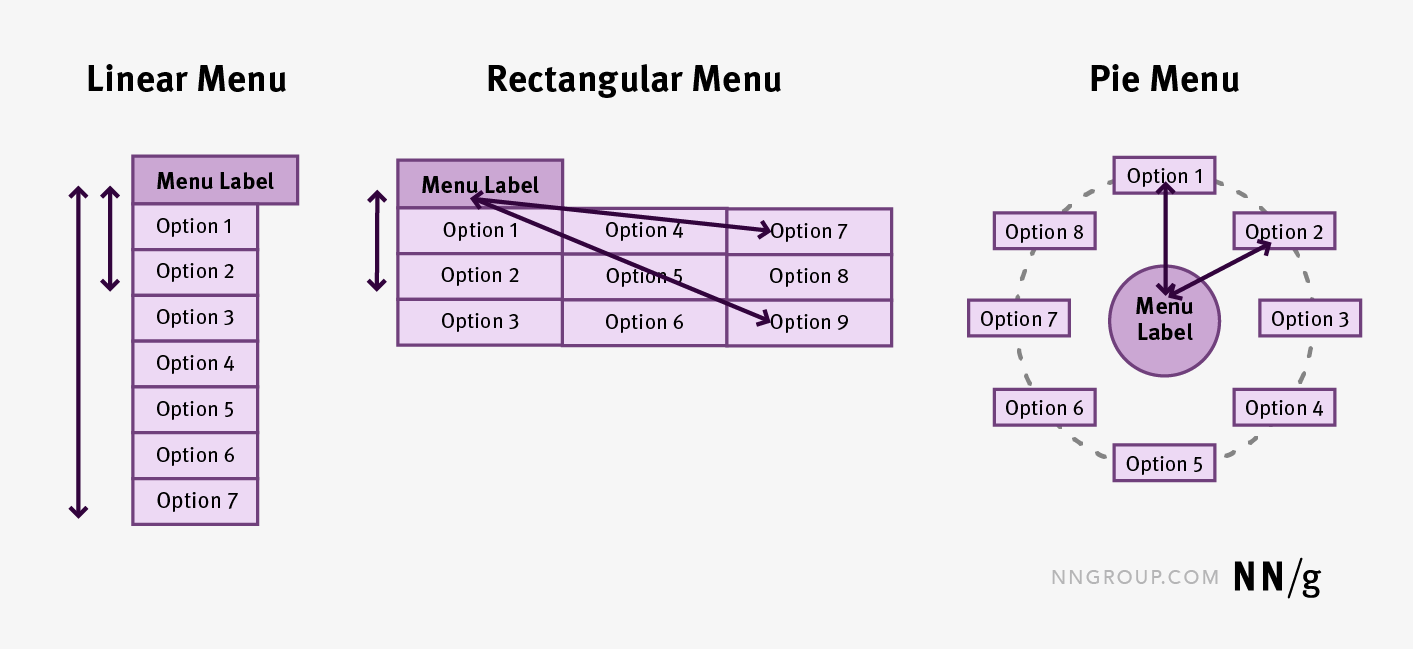 Linear Menu
Menu Label
Option 1
Option 2
Option 3
Option 4
Option 5
Option 6
Option 7
Rectangular Menu
Menu Label
Option 1
Option 4
Option 7
Option 2
Option 5
Option 8
Option 3
Option 6
Option 9
Pie Menu
Option 1
Option 8
Option 2
Menu
Label
Option 7
Option 3
Option 6
Option 4
Option 5
NNGROUP.COM NN/g